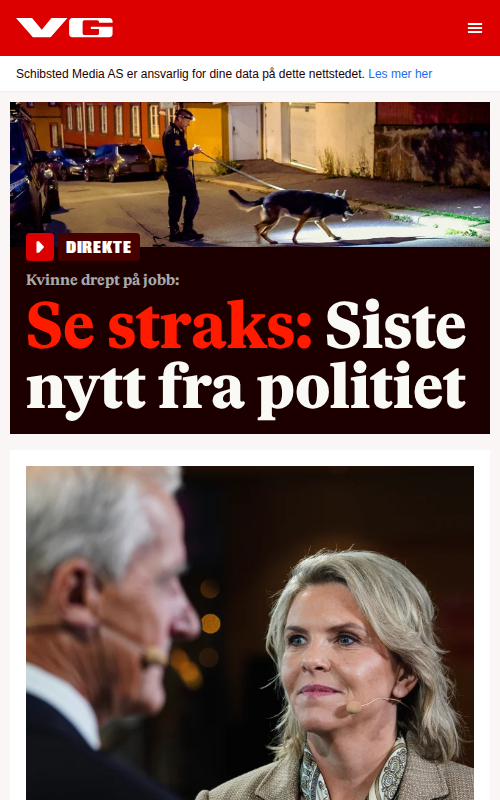 VG
Schibsted Media AS er ansvarlig for dine data på dette nettstedet. Les mer her
DIREKTE
Kvinne drept på jobb:
Se straks: Siste
nytt fra politiet